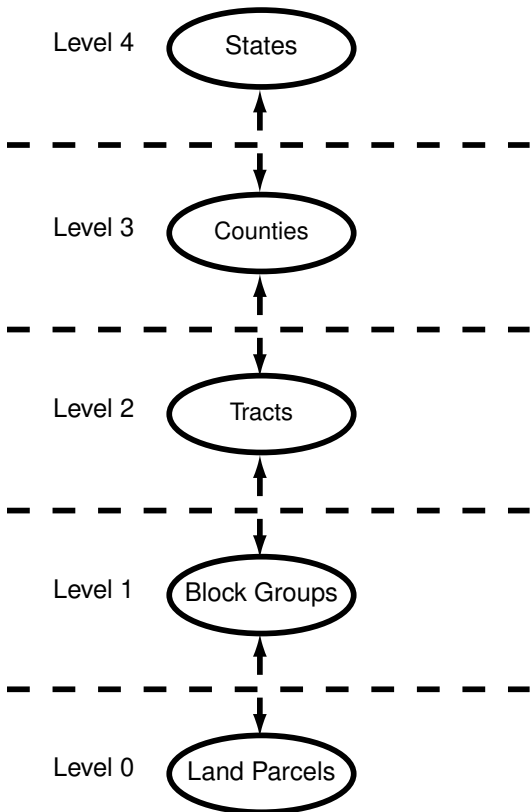 Level 4 States
Level 3 Counties
Level 2 Tracts
Level 1 Block Groups
Level 0 Land Parcels